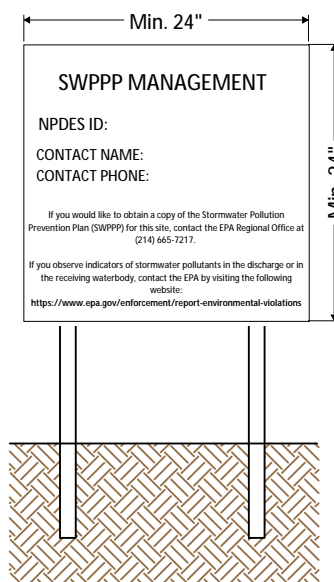 Min. 24"
SWPPP MANAGEMENT
NPDES ID:
CONTACT NAME:
CONTACT PHONE:
If you would like to obtain a copy of the Stormwater Pollution
Prevention Plan (SWPPP) for this site, contact the EPA Regional Office at
(214) 665-7217.
If you observe indicators of stormwater pollutants in the discharge or in
the receiving waterbody, contact the EPA by visiting the following
website:
https://www.epa.gov/enforcement/report-environmental-violations
Min. 24"